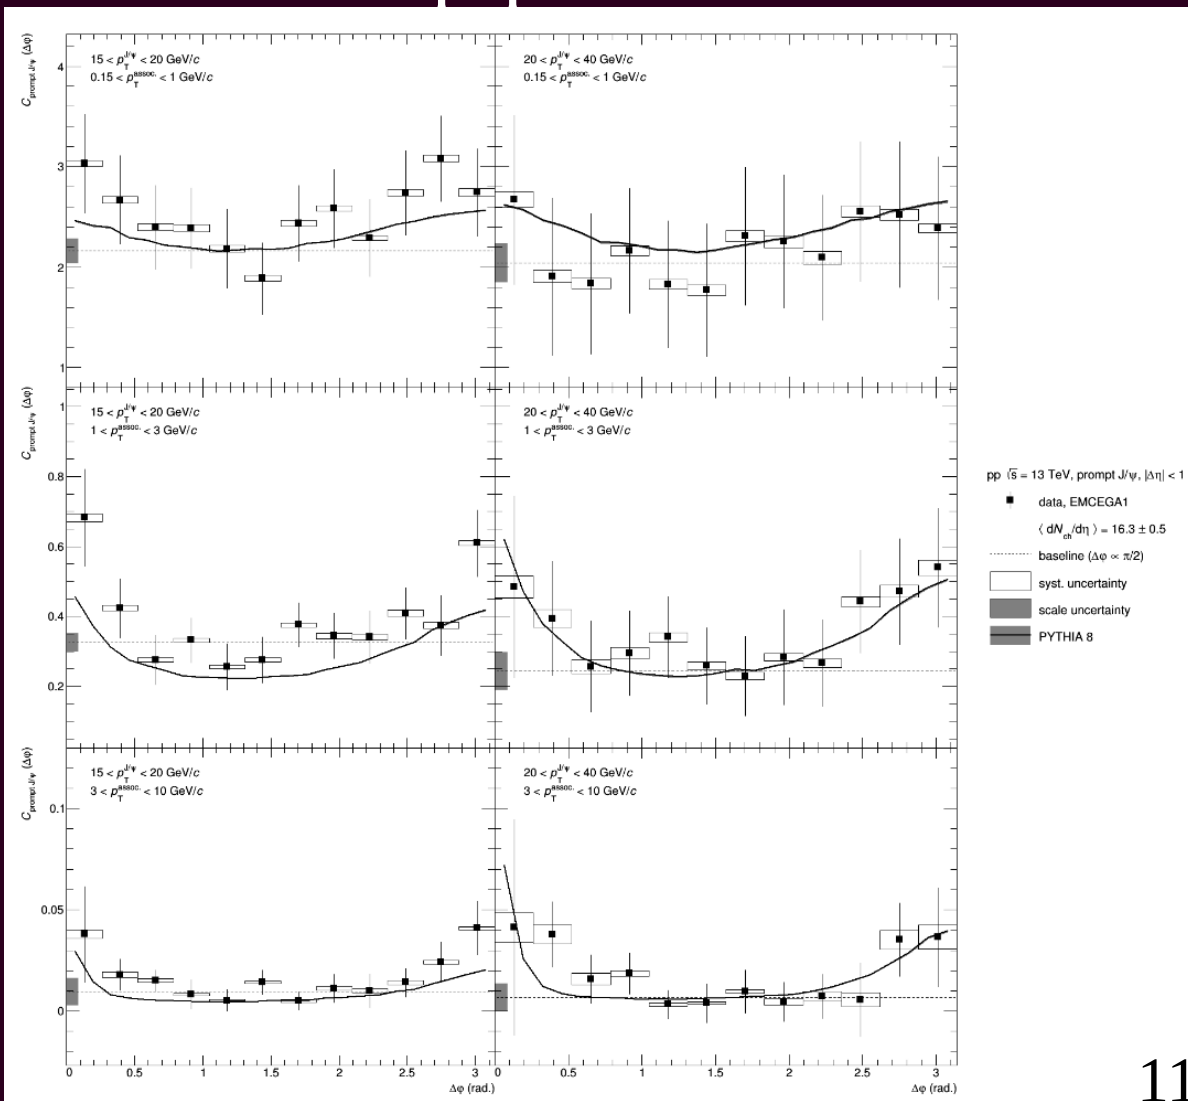 C_prompt J/ψ (Δφ)
15 < p_T^J/ψ < 20 GeV/c
0.15 < p_T^assoc. < 1 GeV/c
20 < p_T^J/ψ < 40 GeV/c
0.15 < p_T^assoc. < 1 GeV/c
4
3
2
1
C_prompt J/ψ (Δφ)
15 < p_T^J/ψ < 20 GeV/c
1 < p_T^assoc. < 3 GeV/c
20 < p_T^J/ψ < 40 GeV/c
1 < p_T^assoc. < 3 GeV/c
1
0.8
0.6
0.4
0.2
pp √s = 13 TeV, prompt J/ψ, |Δη| < 1
data, EMCEGA1
⟨ dN_ch/dη ⟩ = 16.3 ± 0.5
baseline (Δφ ∝ π/2)
syst. uncertainty
scale uncertainty
PYTHIA 8
C_prompt J/ψ (Δφ)
15 < p_T^J/ψ < 20 GeV/c
3 < p_T^assoc. < 10 GeV/c
20 < p_T^J/ψ < 40 GeV/c
3 < p_T^assoc. < 10 GeV/c
0.1
0.05
0
0 0.5 1 1.5 2 2.5 3
0 0.5 1 1.5 2 2.5 3
Δφ (rad.)
Δφ (rad.)
11